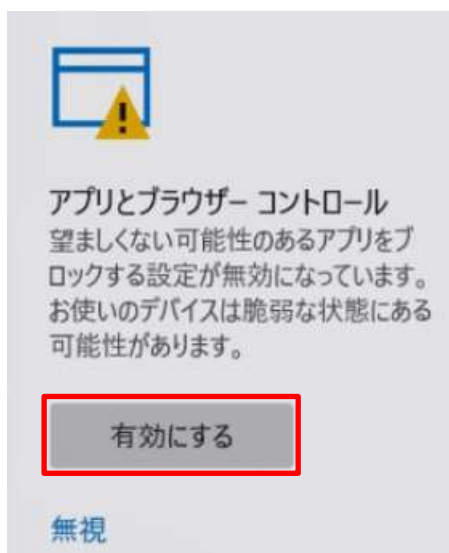 アプリとブラウザー コントロール
望ましくない可能性のあるアプリをブ
ロックする設定が無効になっています。
お使いのデバイスは脆弱な状態にある
可能性があります。
有効にする
無視